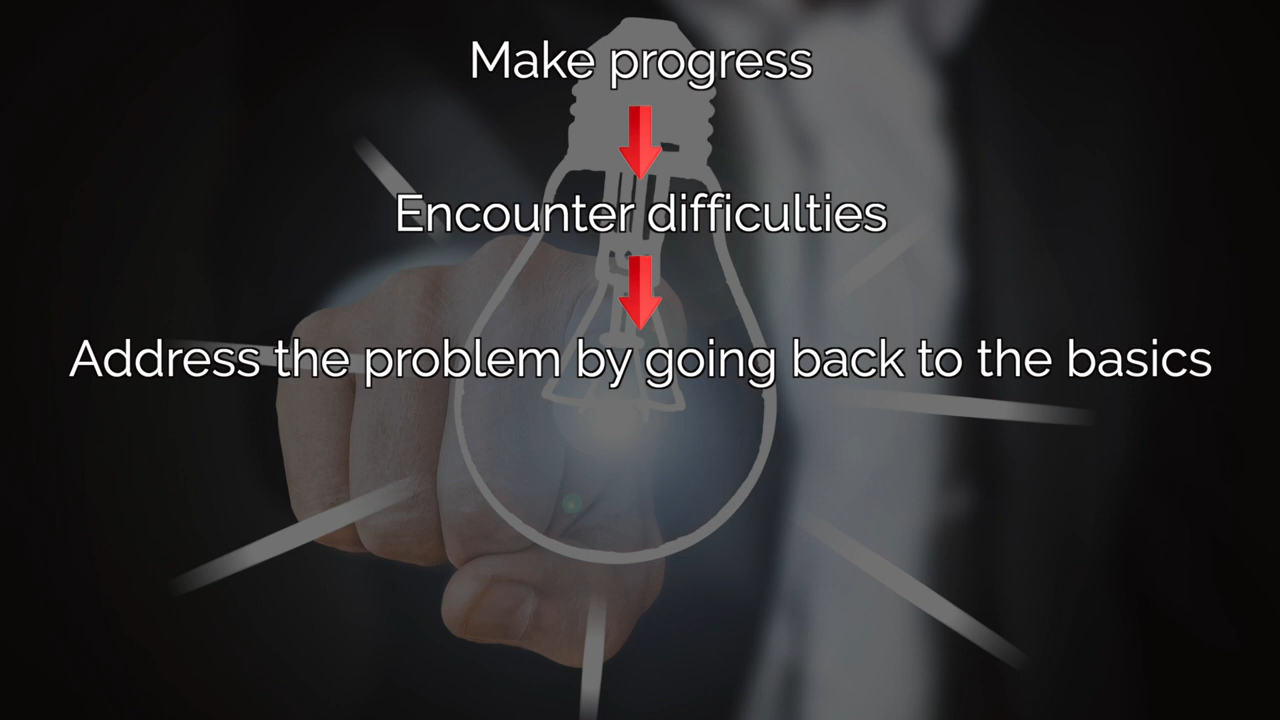 Make progress
Encounter difficulties
Address the problem by going back to the basics